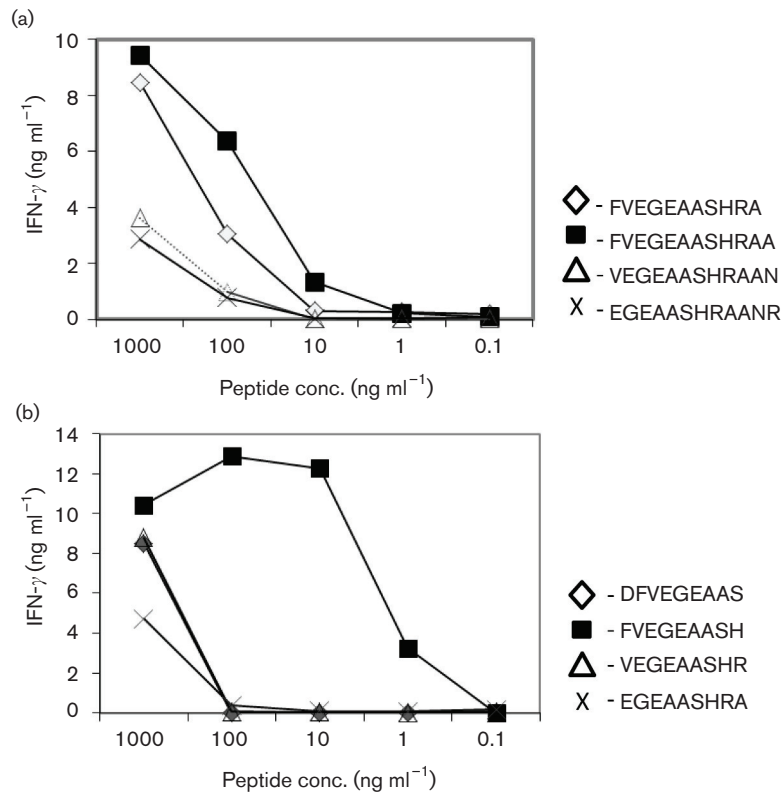 (a)
10
8
6
4
2
0
IFN-γ (ng ml⁻¹)
1000 100 10 1 0.1
Peptide conc. (ng ml⁻¹)
- FVEGEAASHRA
- FVEGEAASHRAA
- VEGEAASHRAAN
- EGEAASHRAANR
(b)
14
12
10
8
6
4
2
0
IFN-γ (ng ml⁻¹)
1000 100 10 1 0.1
Peptide conc. (ng ml⁻¹)
- DFVEGEAAS
- FVEGEAASH
- VEGEAASHR
- EGEAASHRA